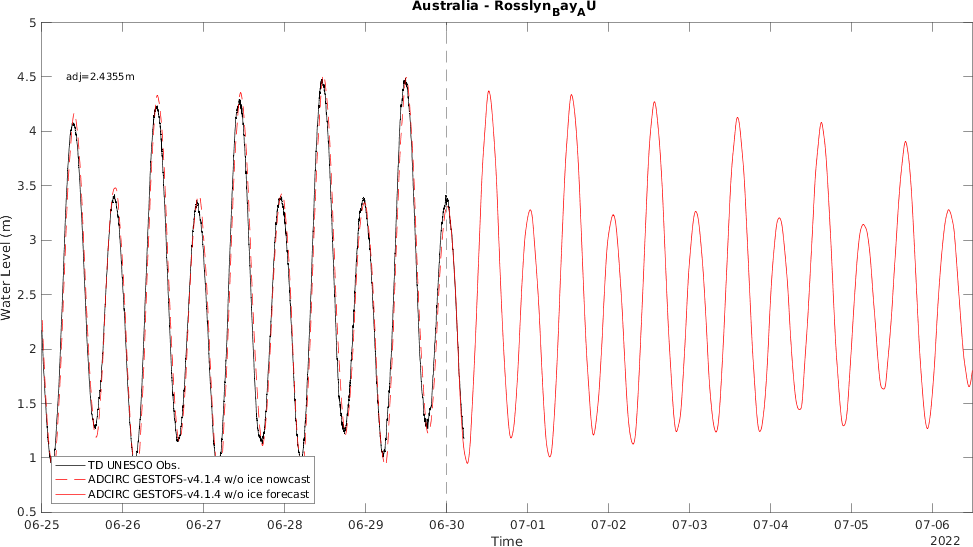 Australia - Rosslyn_Bay_AU
5
adj=2.4355m
4.5
4
3.5
3
Water Level (m)
2.5
2
1.5
1
0.5
TD UNESCO Obs.
ADCIRC GESTOFS-v4.1.4 w/o ice nowcast
ADCIRC GESTOFS-v4.1.4 w/o ice forecast
06-25 06-26 06-27 06-28 06-29 06-30 07-01 07-02 07-03 07-04 07-05 07-06
Time
2022